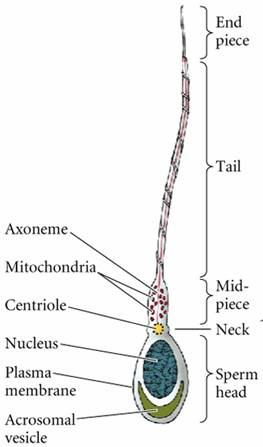 End
piece
Tail
Axoneme
Mitochondria
Mid-
piece
Centriole
Neck
Nucleus
Plasma
membrane
Sperm
head
Acrosomal
vesicle